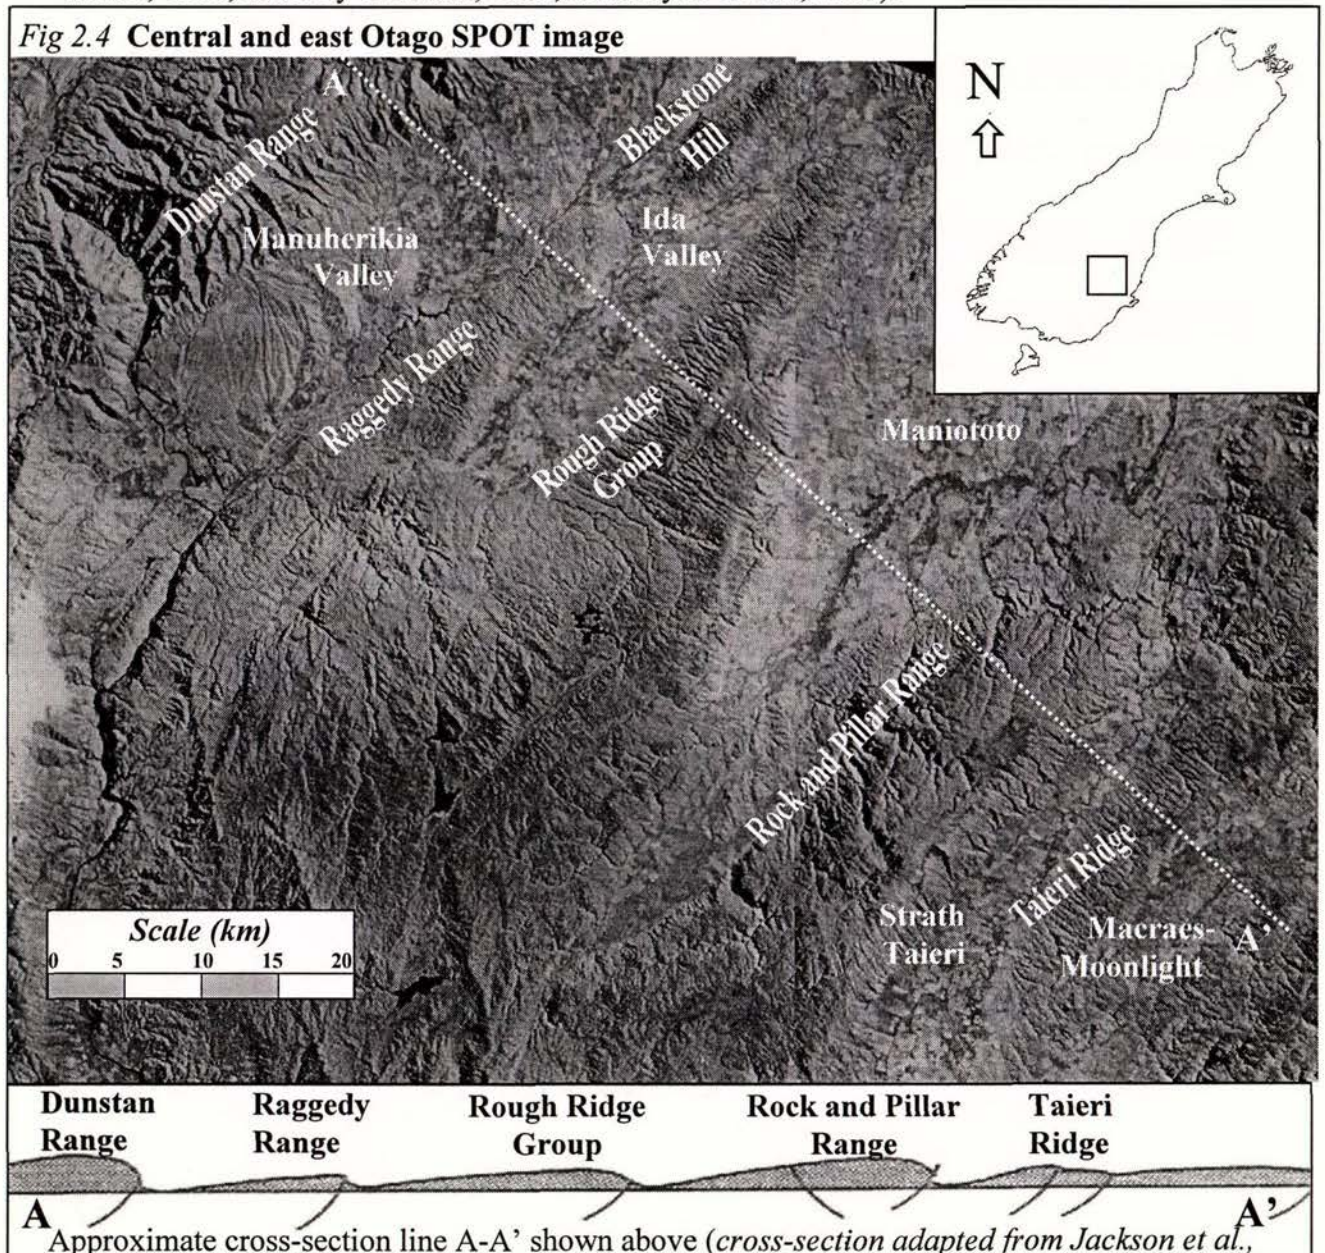 Fig 2.4 Central and east Otago SPOT image
N
A
Dunstan Range
Blackstone
Hill
Manuherikia
Valley
Ida
Valley
Raggedy Range
Rough Ridge
Group
Maniototo
Rock and Pillar Range
Taieri Ridge
Strath
Taieri
Macraes-
Moonlight
A'
Scale (km)
0 5 10 15 20
Dunstan
Range
Raggedy
Range
Rough Ridge
Group
Rock and Pillar
Range
Taieri
Ridge
A
A'
Approximate cross-section line A-A' shown above (cross-section adapted from Jackson et al.,